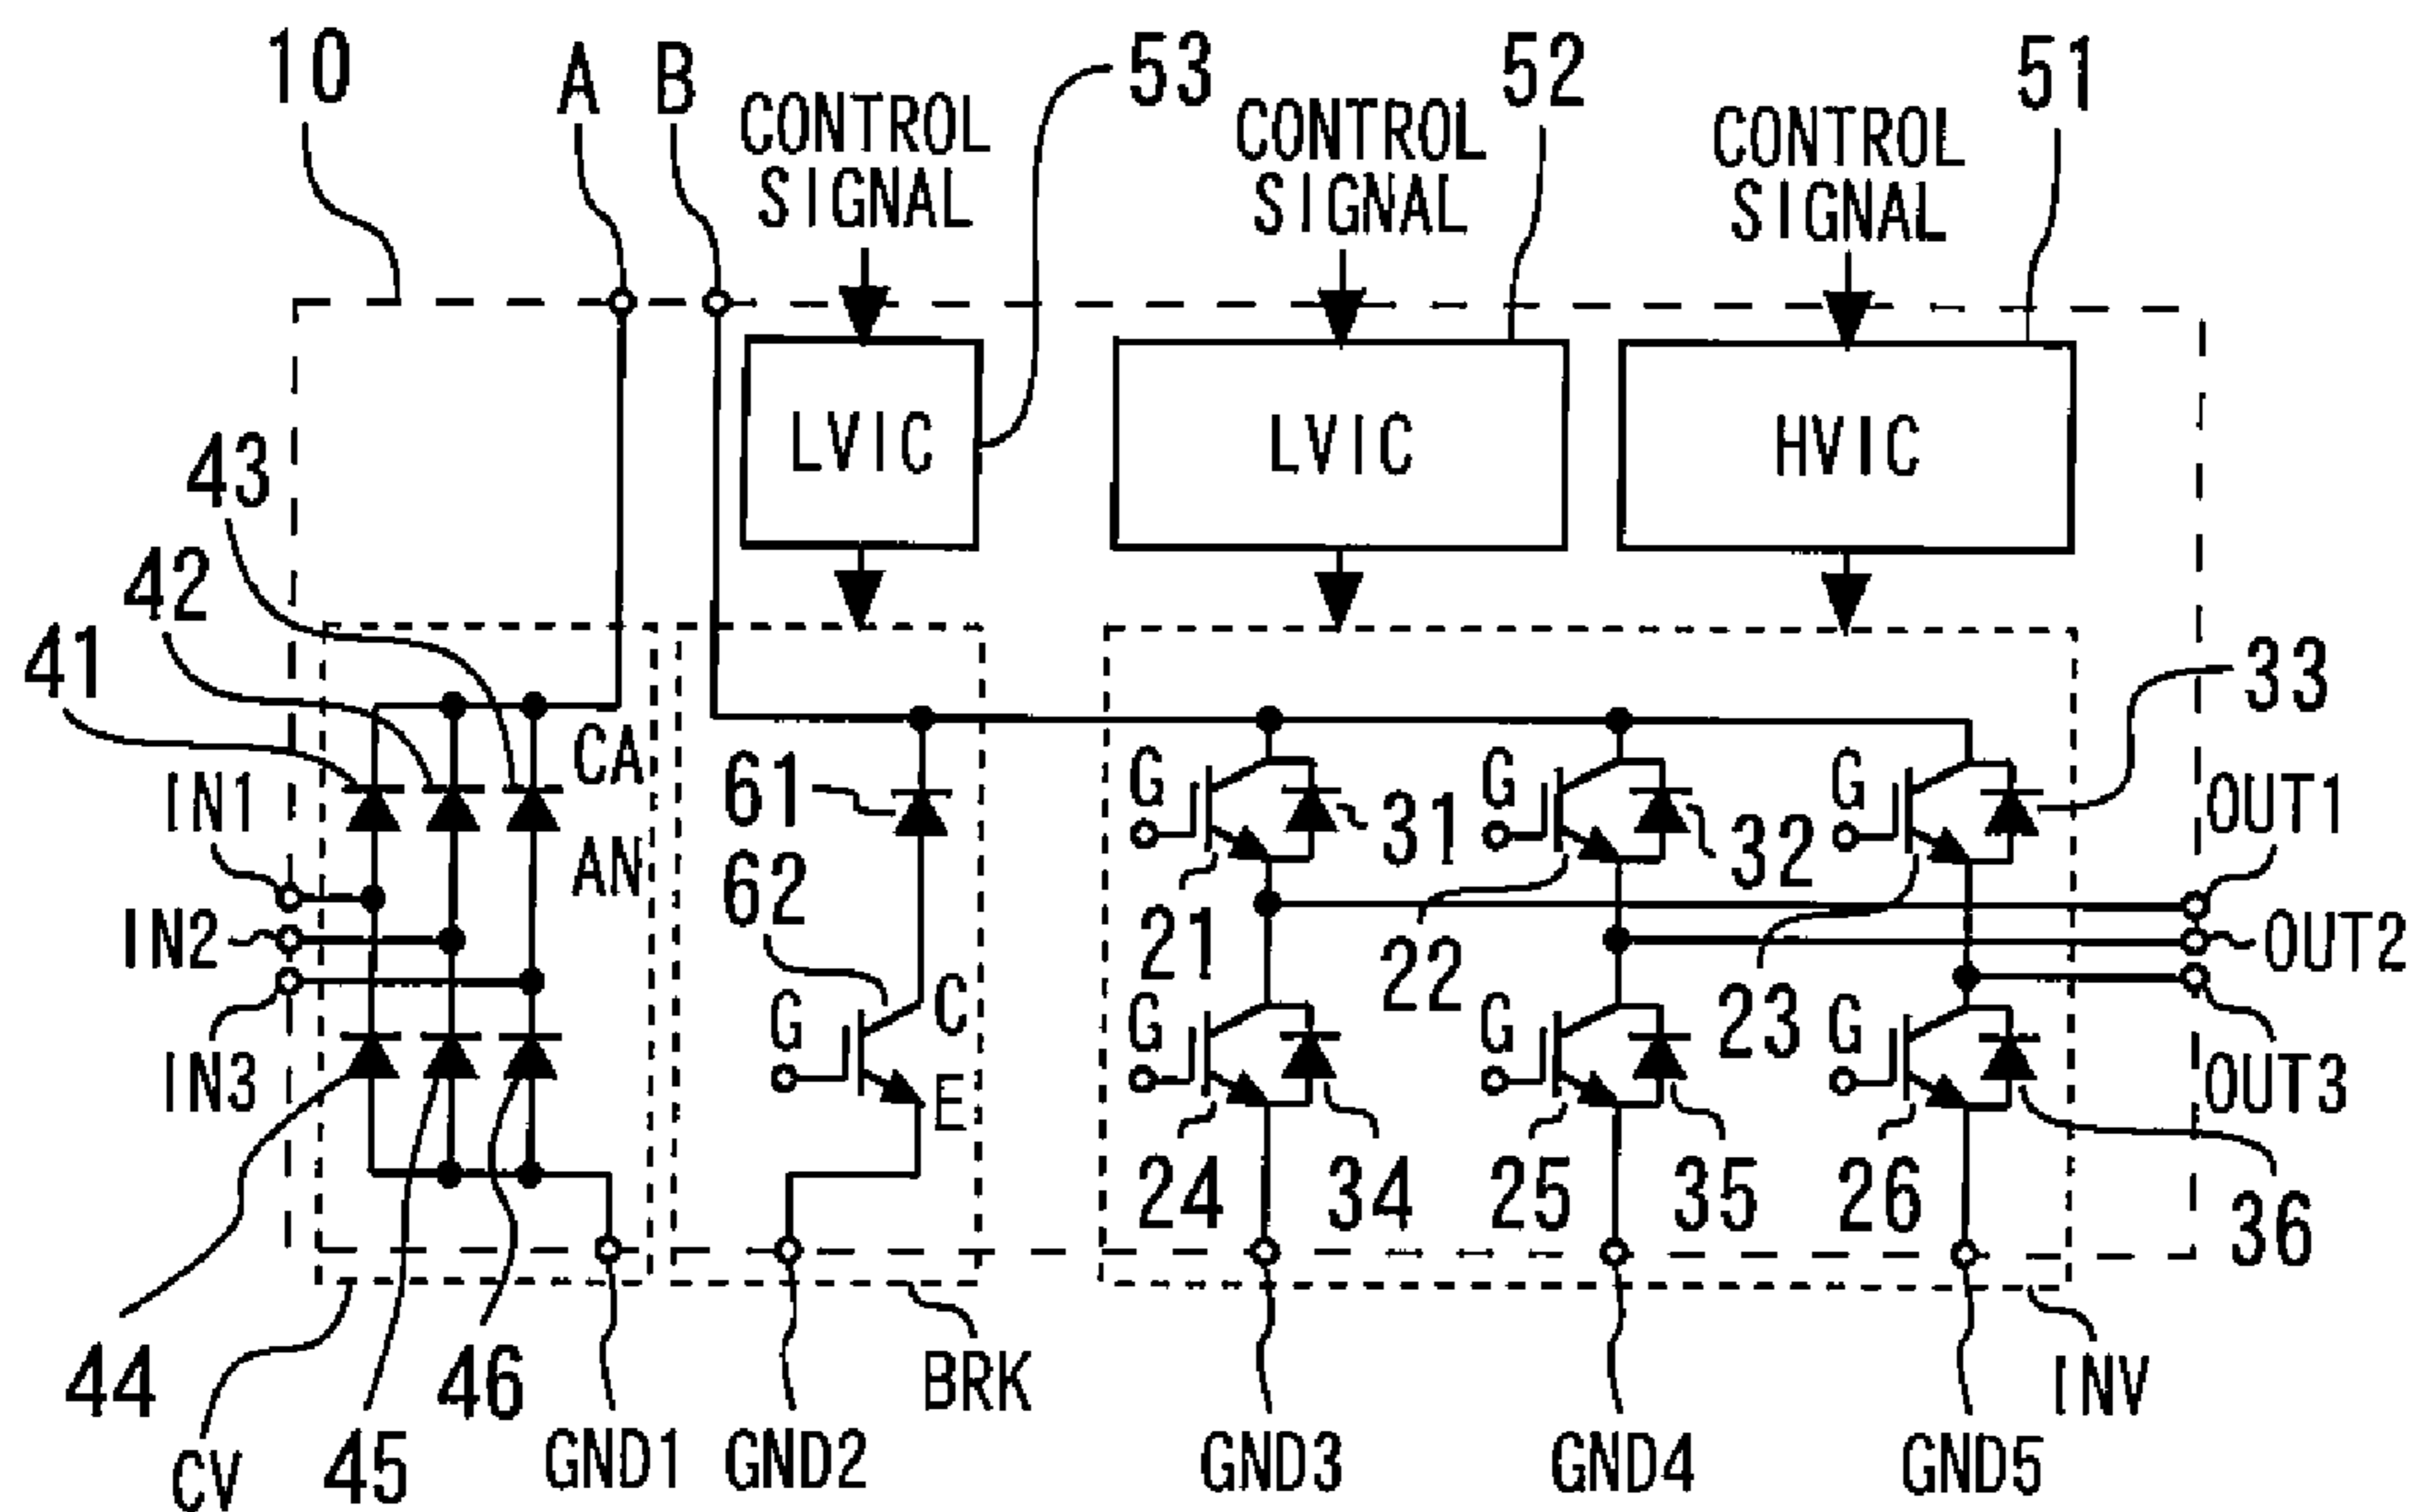 10
A
B
CONTROL
SIGNAL
53
CONTROL
SIGNAL
52
CONTROL
SIGNAL
51
LVIC
LVIC
HVIC
43
42
41
CA
AN
IN1
IN2
IN3
61
62
G
C
E
G
31
21
G
32
22
G
33
23
OUT1
OUT2
OUT3
G
24
34
G
25
35
G
26
36
44
45
46
CV
GND1
GND2
BRK
GND3
GND4
GND5
INV